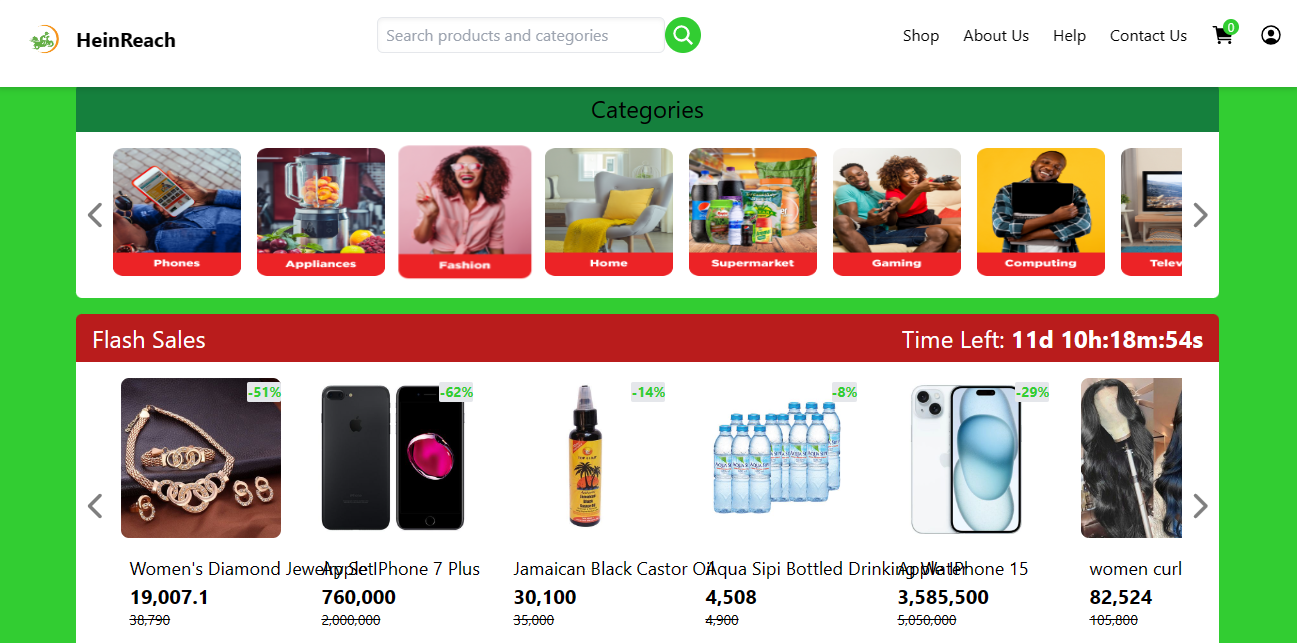 HeinReach
Search products and categories
Shop
About Us
Help
Contact Us
0
Categories
Phones
Appliances
Fashion
Home
Supermarket
Gaming
Computing
Telev
Flash Sales
Time Left: 11d 10h:18m:54s
-51%
-62%
-14%
-8%
-29%
Women's Diamond Jewelry Set
Apple IPhone 7 Plus
Jamaican Black Castor Oil
Aqua Sipi Bottled Drinking Water
Apple IPhone 15
women curl
19,007.1
760,000
30,100
4,508
3,585,500
82,524
38,790
2,000,000
35,000
4,900
5,050,000
105,800